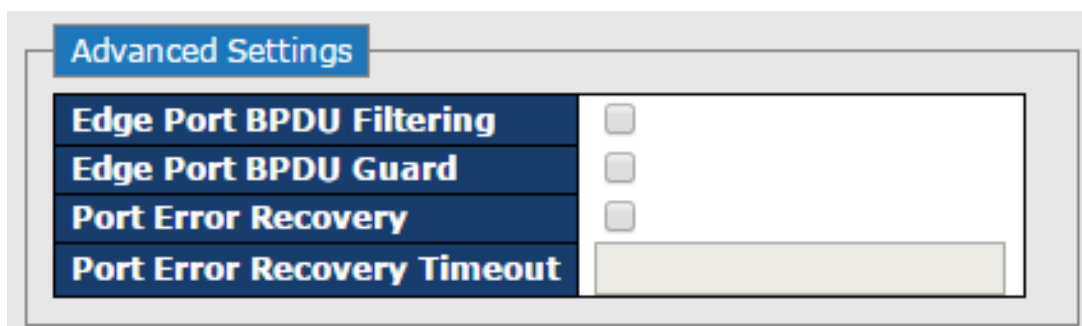 Advanced Settings
Edge Port BPDU Filtering
Edge Port BPDU Guard
Port Error Recovery
Port Error Recovery Timeout